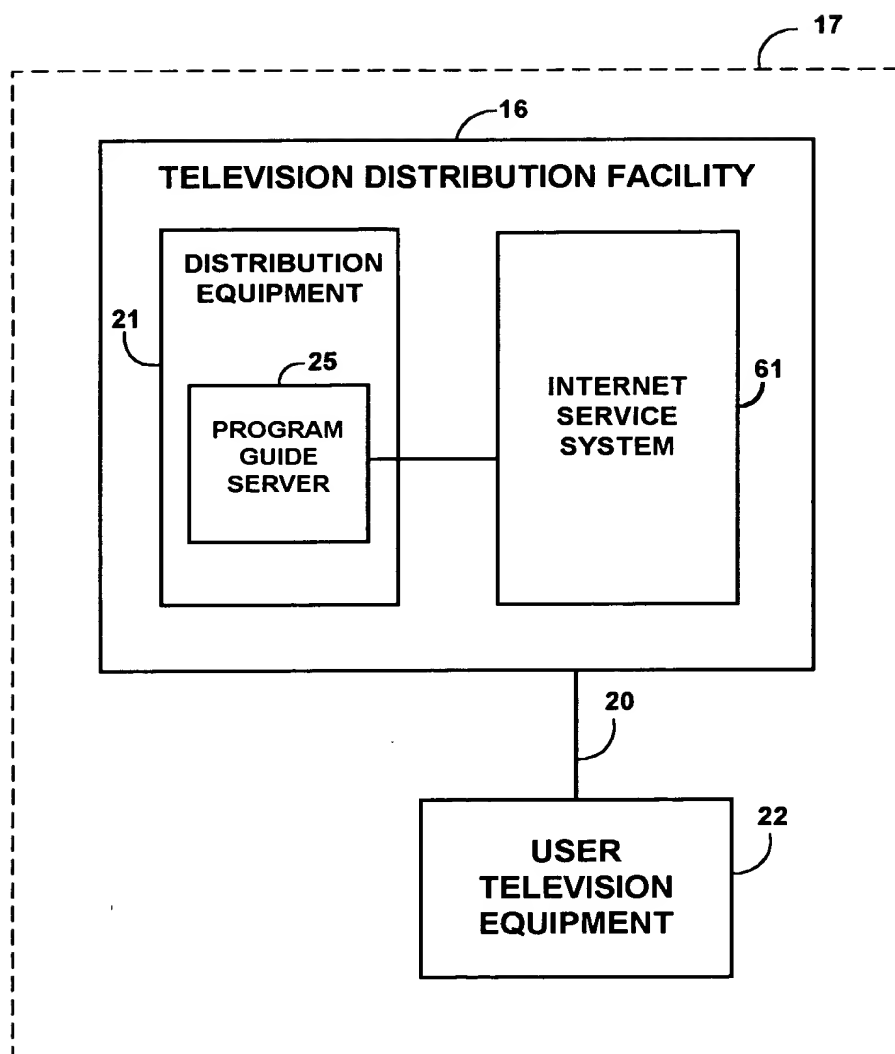 17
16
TELEVISION DISTRIBUTION FACILITY
DISTRIBUTION
EQUIPMENT
21
25
PROGRAM
GUIDE
SERVER
INTERNET
SERVICE
SYSTEM
61
20
22
USER
TELEVISION
EQUIPMENT